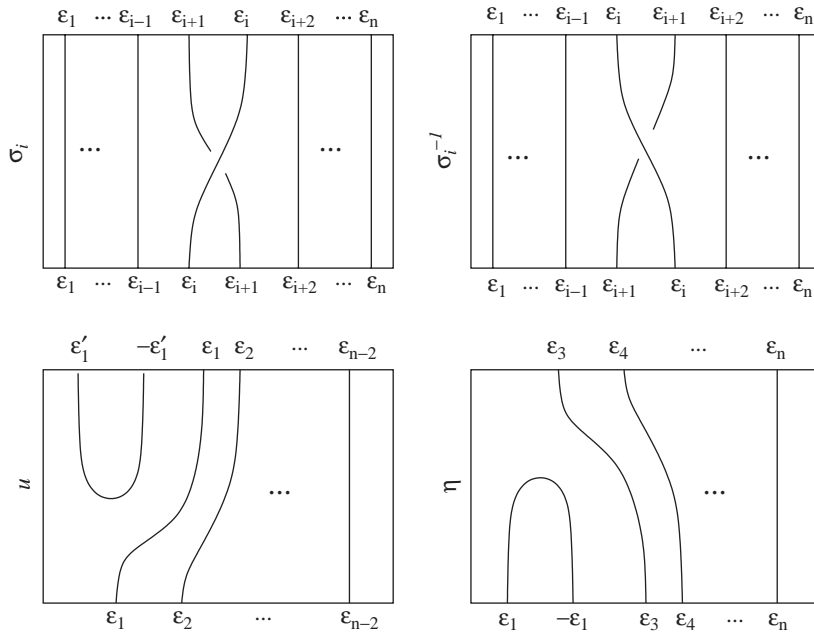 ε₁ ··· εᵢ₋₁ εᵢ₊₁ εᵢ εᵢ₊₂ ··· εₙ
σᵢ
... ...
ε₁ ··· εᵢ₋₁ εᵢ εᵢ₊₁ εᵢ₊₂ ··· εₙ
ε₁ ··· εᵢ₋₁ εᵢ εᵢ₊₁ εᵢ₊₂ ··· εₙ
σᵢ⁻¹
... ...
ε₁ ··· εᵢ₋₁ εᵢ₊₁ εᵢ εᵢ₊₂ ··· εₙ
ε₁′ −ε₁′ ε₁ ε₂ ··· εₙ₋₂
u
...
ε₁ ε₂ ··· εₙ₋₂
ε₃ ε₄ ··· εₙ
η
...
ε₁ −ε₁ ε₃ ε₄ ··· εₙ